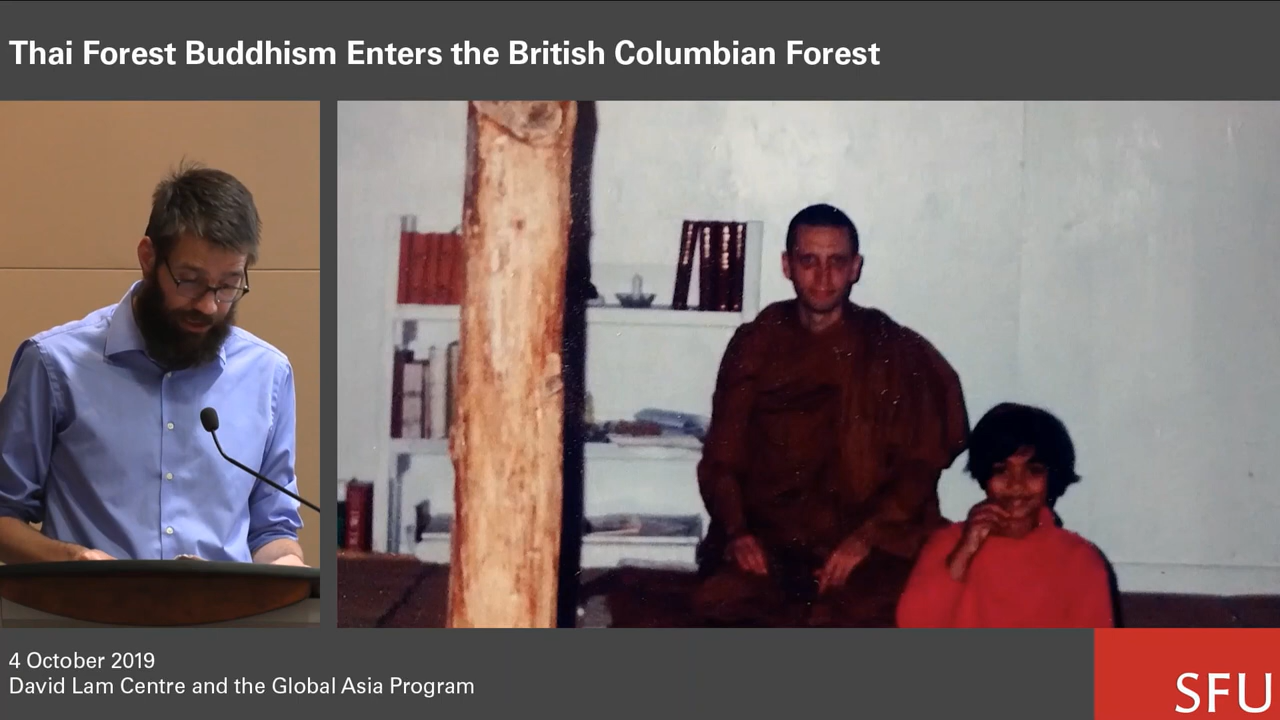 Thai Forest Buddhism Enters the British Columbian Forest
4 October 2019
David Lam Centre and the Global Asia Program
SFU